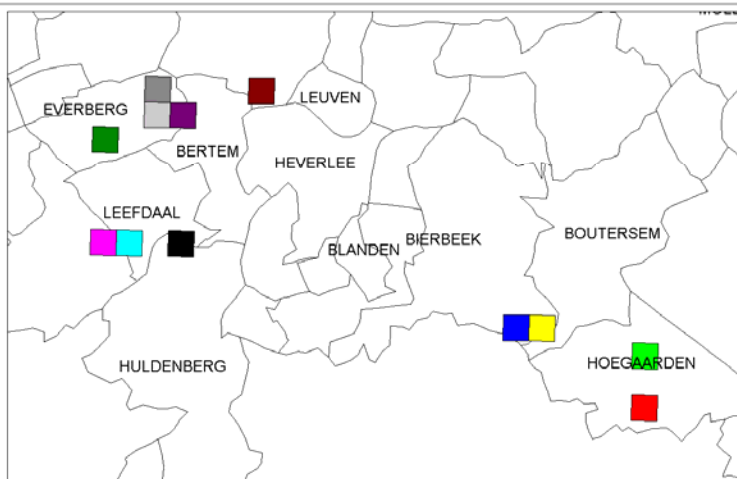 LEUVEN
EVERBERG
BERTEM
HEVERLEE
LEEFDAAL
BOUTERSEM
BIERBEEK
BLANDEN
HOEGAARDEN
HULDENBERG